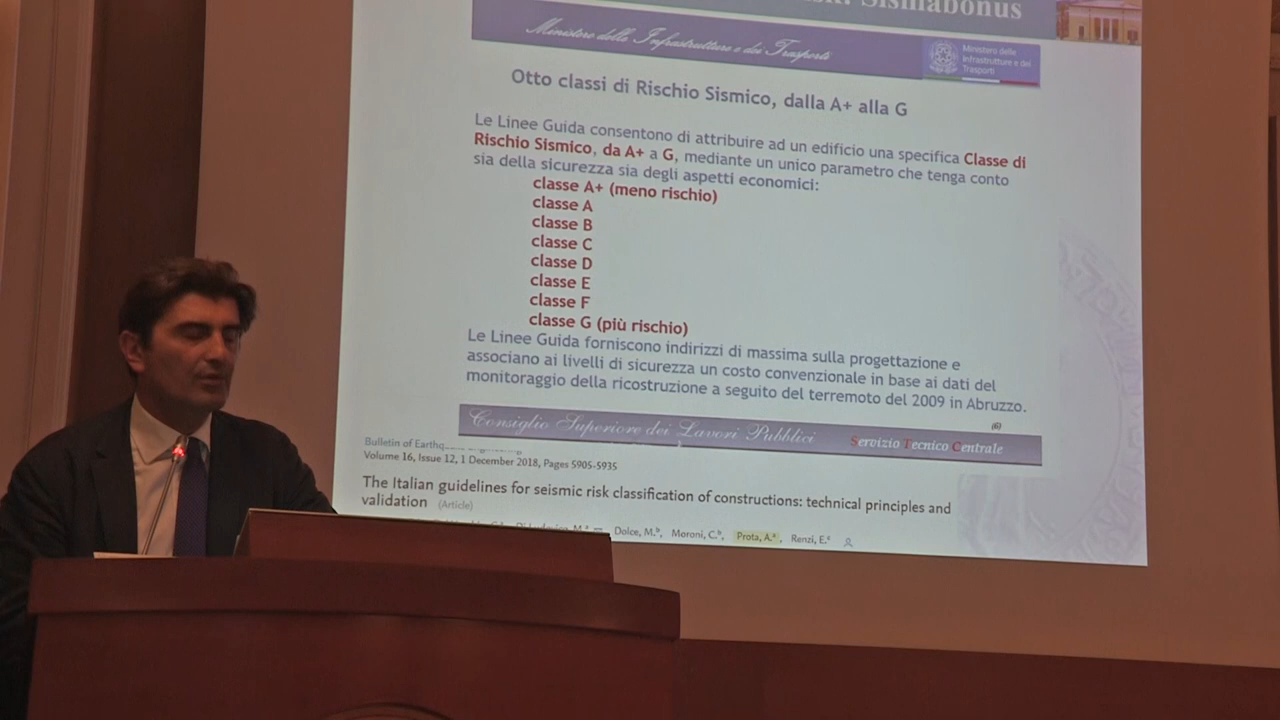 Sismabonus
Ministero delle Infrastrutture e dei Trasporti
Ministero delle
Infrastrutture e dei
Trasporti
Otto classi di Rischio Sismico, dalla A+ alla G
Le Linee Guida consentono di attribuire ad un edificio una specifica Classe di
Rischio Sismico, da A+ a G, mediante un unico parametro che tenga conto
sia della sicurezza sia degli aspetti economici:
classe A+ (meno rischio)
classe A
classe B
classe C
classe D
classe E
classe F
classe G (più rischio)
Le Linee Guida forniscono indirizzi di massima sulla progettazione e
associano ai livelli di sicurezza un costo convenzionale in base ai dati del
monitoraggio della ricostruzione a seguito del terremoto del 2009 in Abruzzo.
(6)
Consiglio Superiore dei Lavori Pubblici
Servizio Tecnico Centrale
Bulletin of
Volume 16, Issue 12, 1 December 2018, Pages 5905-5935
The Italian guidelines for seismic risk classification of constructions: technical principles and
validation (Article)
Dolce, M.ᵇ, Moroni, C.ᵇ, Prota, A.ᵃ, Renzi, E.ᶜ